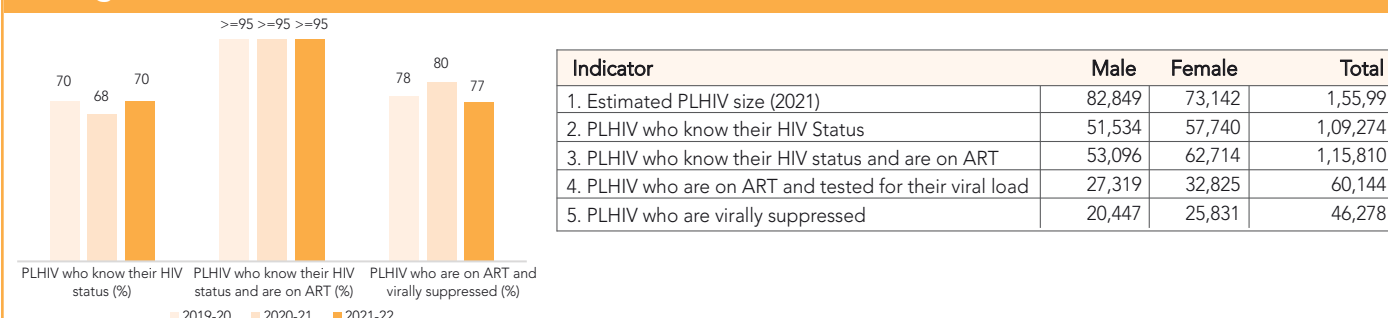 >=95 >=95 >=95
70
68
70
78
80
77
PLHIV who know their HIV
status (%)
PLHIV who know their HIV
status and are on ART (%)
PLHIV who are on ART and
virally suppressed (%)
2019-20 2020-21 2021-22
Indicator Male Female Total
1. Estimated PLHIV size (2021) 82,849 73,142 1,55,99
2. PLHIV who know their HIV Status 51,534 57,740 1,09,274
3. PLHIV who know their HIV status and are on ART 53,096 62,714 1,15,810
4. PLHIV who are on ART and tested for their viral load 27,319 32,825 60,144
5. PLHIV who are virally suppressed 20,447 25,831 46,278